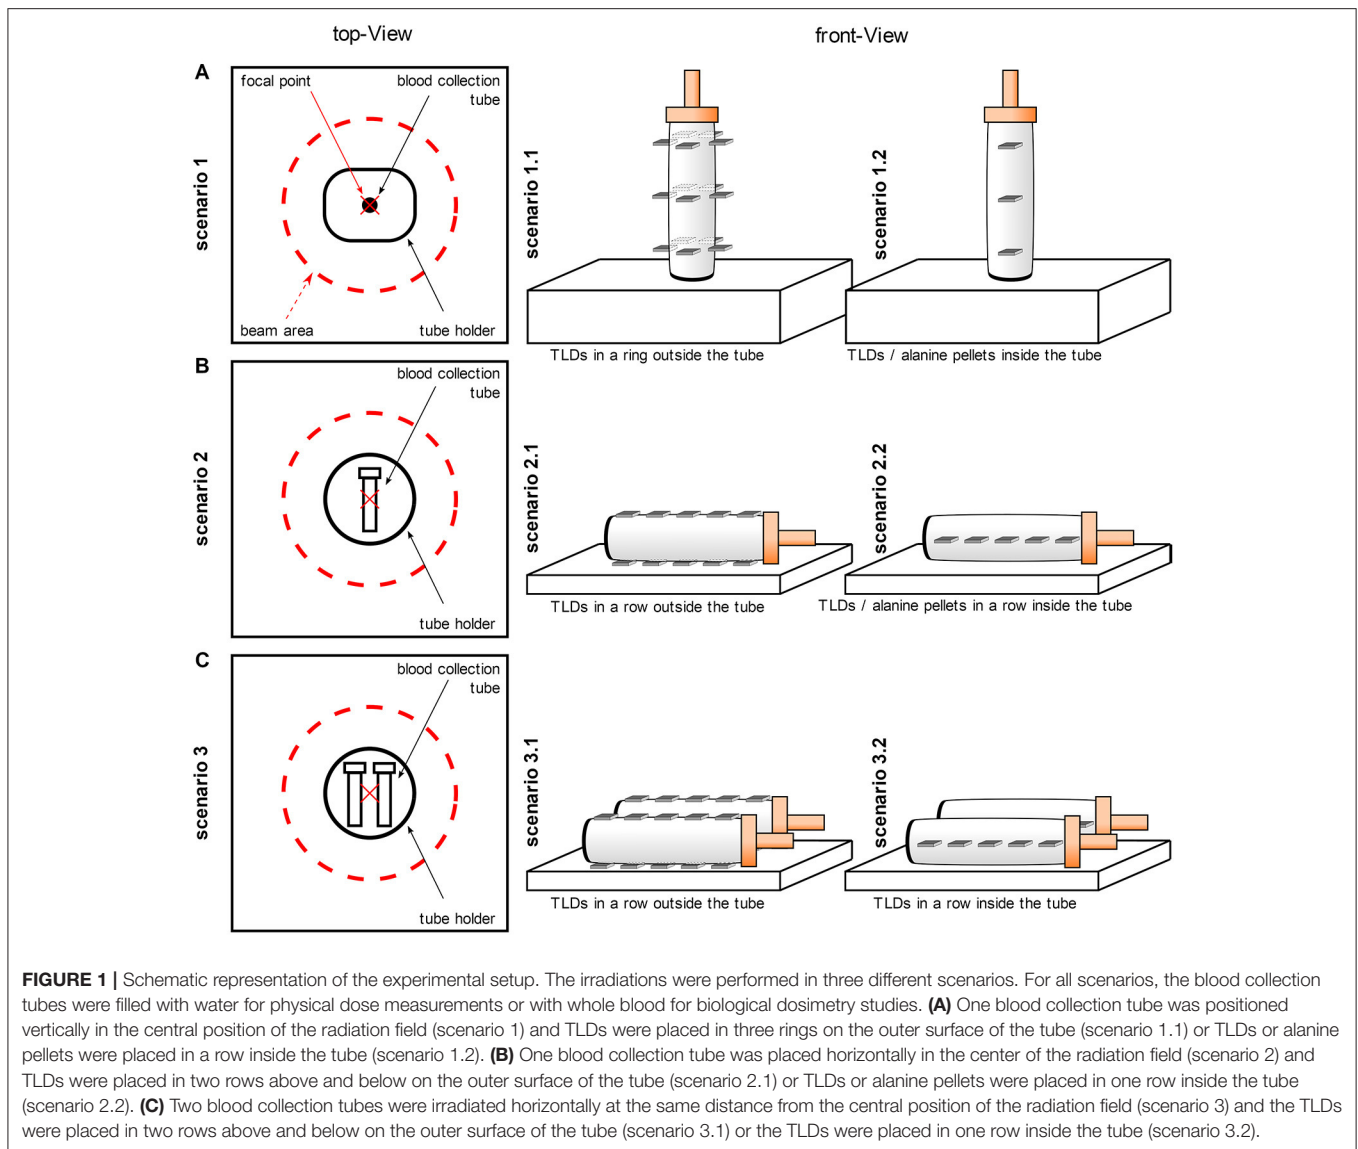 top-View
front-View
A
scenario 1
focal point
blood collection
tube
beam area
tube holder
scenario 1.1
TLDs in a ring outside the tube
scenario 1.2
TLDs / alanine pellets inside the tube
B
scenario 2
blood collection
tube
tube holder
scenario 2.1
TLDs in a row outside the tube
scenario 2.2
TLDs / alanine pellets in a row inside the tube
C
scenario 3
blood collection
tube
tube holder
scenario 3.1
TLDs in a row outside the tube
scenario 3.2
TLDs in a row inside the tube
FIGURE 1 | Schematic representation of the experimental setup. The irradiations were performed in three different scenarios. For all scenarios, the blood collection
tubes were filled with water for physical dose measurements or with whole blood for biological dosimetry studies. (A) One blood collection tube was positioned
vertically in the central position of the radiation field (scenario 1) and TLDs were placed in three rings on the outer surface of the tube (scenario 1.1) or TLDs or alanine
pellets were placed in a row inside the tube (scenario 1.2). (B) One blood collection tube was placed horizontally in the center of the radiation field (scenario 2) and
TLDs were placed in two rows above and below on the outer surface of the tube (scenario 2.1) or TLDs or alanine pellets were placed in one row inside the tube
(scenario 2.2). (C) Two blood collection tubes were irradiated horizontally at the same distance from the central position of the radiation field (scenario 3) and the TLDs
were placed in two rows above and below on the outer surface of the tube (scenario 3.1) or the TLDs were placed in one row inside the tube (scenario 3.2).